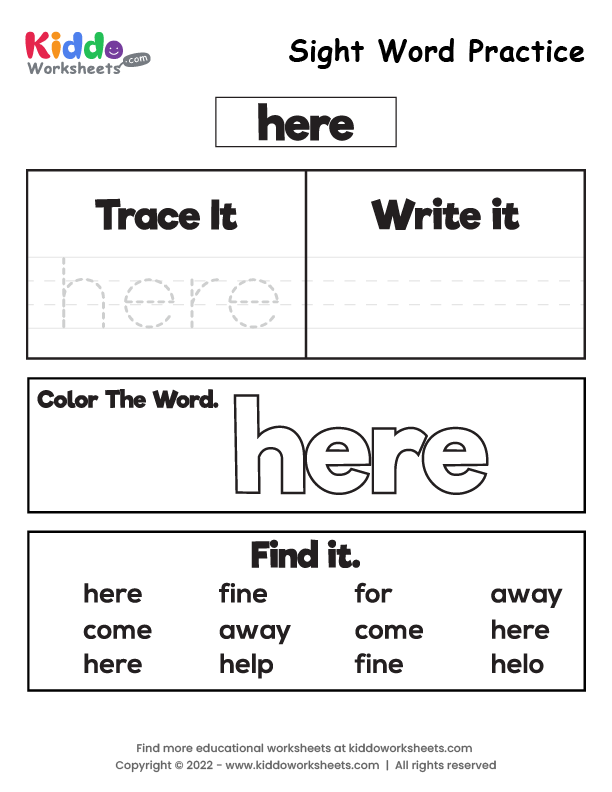 Kiddo
Worksheets .com
Sight Word Practice
here
Trace It
Write it
here
Color The Word.
here
Find it.
here fine for away
come away come here
here help fine helo
Find more educational worksheets at kiddoworksheets.com
Copyright © 2022 - www.kiddoworksheets.com | All rights reserved